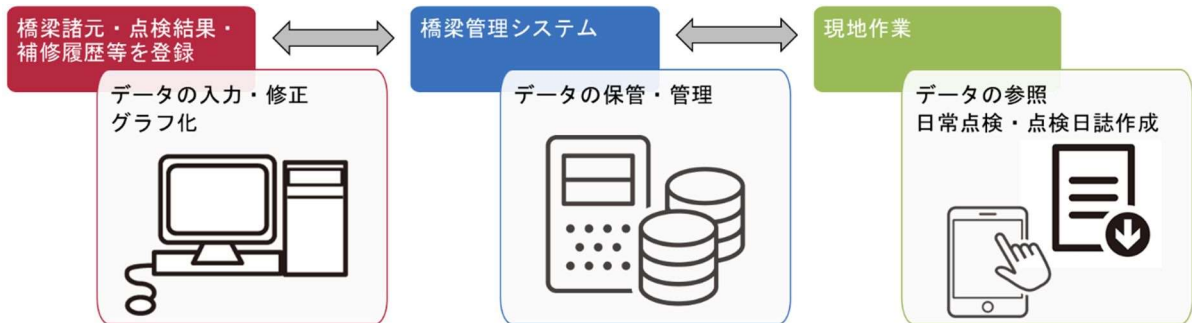 橋梁諸元・点検結果・
補修履歴等を登録
データの入力・修正
グラフ化
橋梁管理システム
データの保管・管理
現地作業
データの参照
日常点検・点検日誌作成